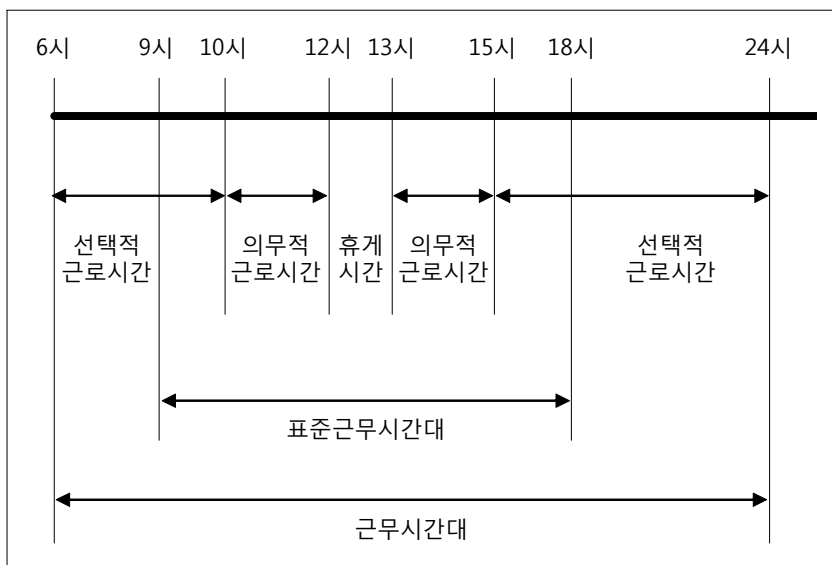 6시 9시 10시 12시 13시 15시 18시 24시
선택적 의무적 휴게 의무적 선택적
근로시간 근로시간 시간 근로시간 근로시간
표준근무시간대
근무시간대